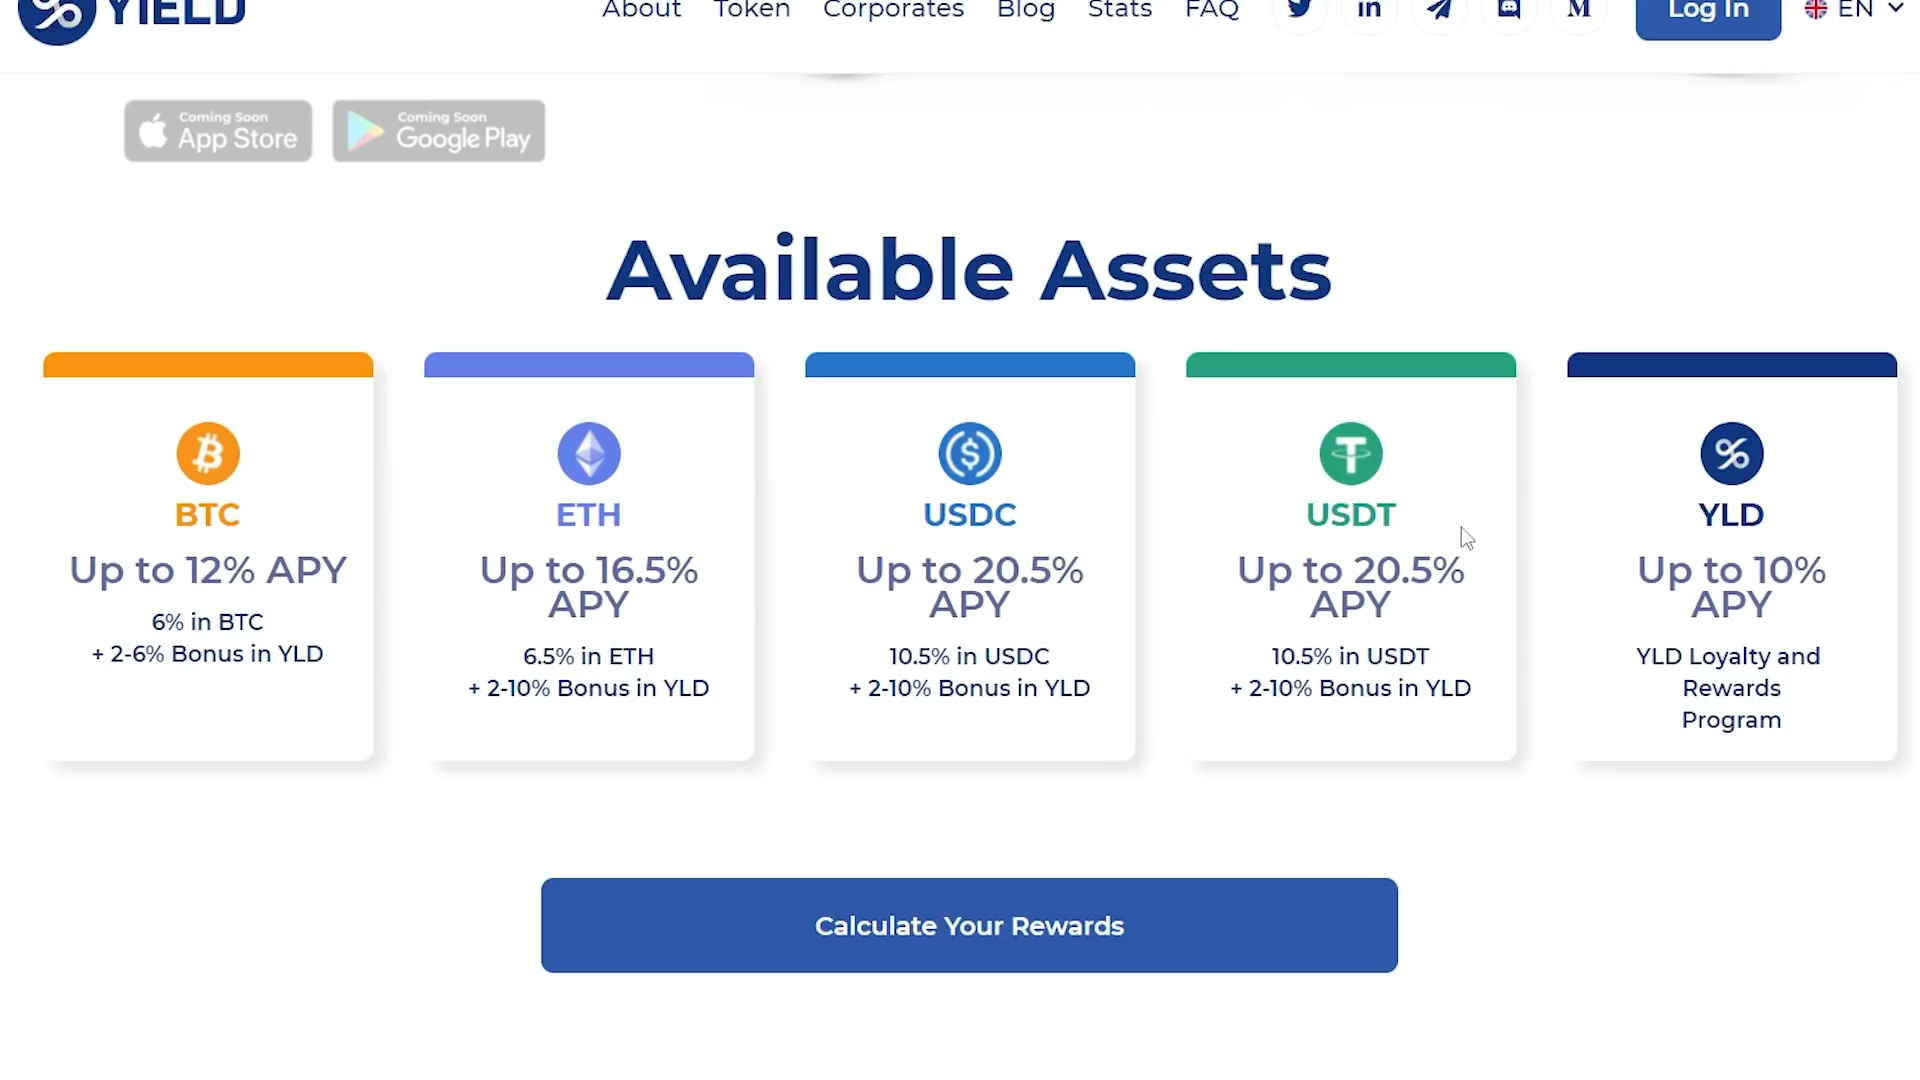 YIELD
About Token Corporates Blog Stats FAQ Log In EN
Coming Soon
App Store
Coming Soon
Google Play
Available Assets
BTC
Up to 12% APY
6% in BTC
+ 2-6% Bonus in YLD
ETH
Up to 16.5%
APY
6.5% in ETH
+ 2-10% Bonus in YLD
USDC
Up to 20.5%
APY
10.5% in USDC
+ 2-10% Bonus in YLD
USDT
Up to 20.5%
APY
10.5% in USDT
+ 2-10% Bonus in YLD
YLD
Up to 10%
APY
YLD Loyalty and
Rewards
Program
Calculate Your Rewards